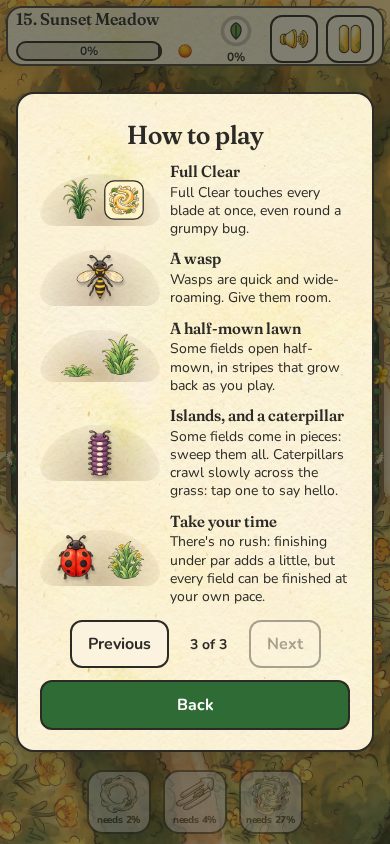 15. Sunset Meadow
0%
0%
How to play
Full Clear
Full Clear touches every
blade at once, even round a
grumpy bug.
A wasp
Wasps are quick and wide-
roaming. Give them room.
A half-mown lawn
Some fields open half-
mown, in stripes that grow
back as you play.
Islands, and a caterpillar
Some fields come in pieces:
sweep them all. Caterpillars
crawl slowly across the
grass: tap one to say hello.
Take your time
There's no rush: finishing
under par adds a little, but
every field can be finished at
your own pace.
Previous
3 of 3
Next
Back
needs 2%
needs 4%
needs 27%